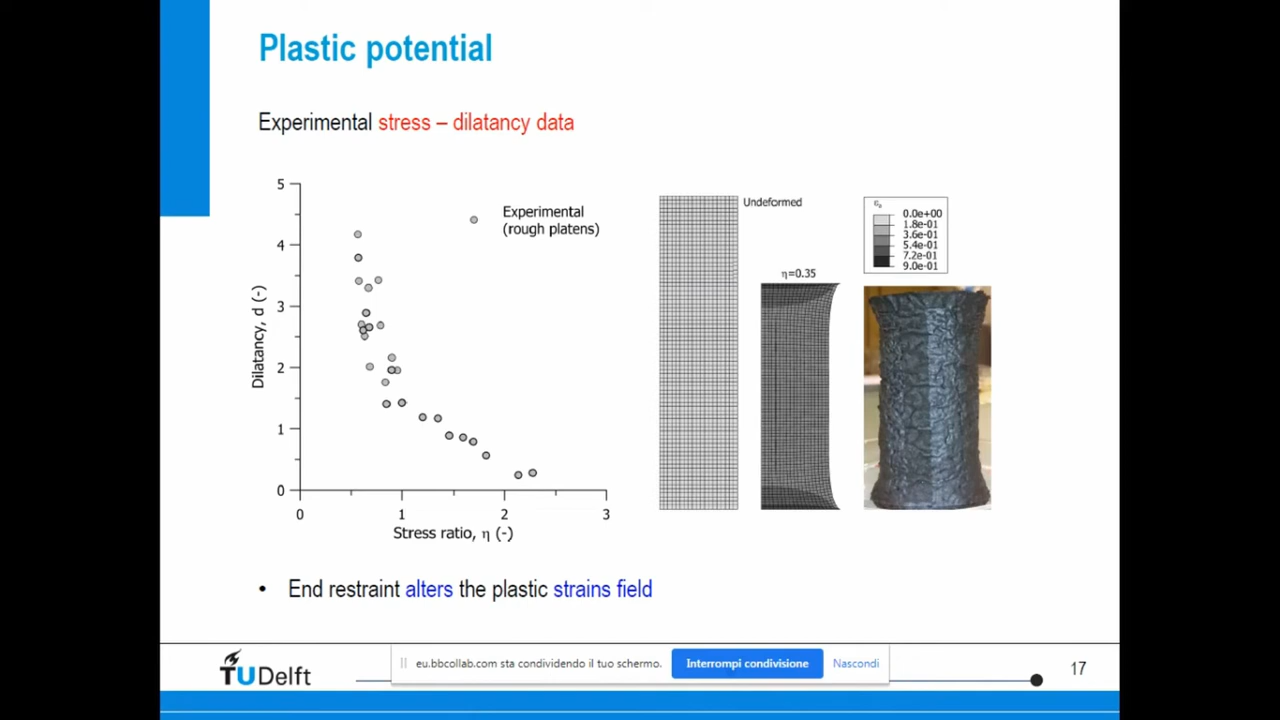 Plastic potential
Experimental stress – dilatancy data
5
4
3
2
1
0
Dilatancy, d (-)
0
1
2
3
Stress ratio, η (-)
Experimental
(rough platens)
Undeformed
η=0.35
εa
0.0e+00
1.8e-01
3.6e-01
5.4e-01
7.2e-01
9.0e-01
• End restraint alters the plastic strains field
TUDelft
eu.bbcollab.com sta condividendo il tuo schermo.
Interrompi condivisione
Nascondi
17